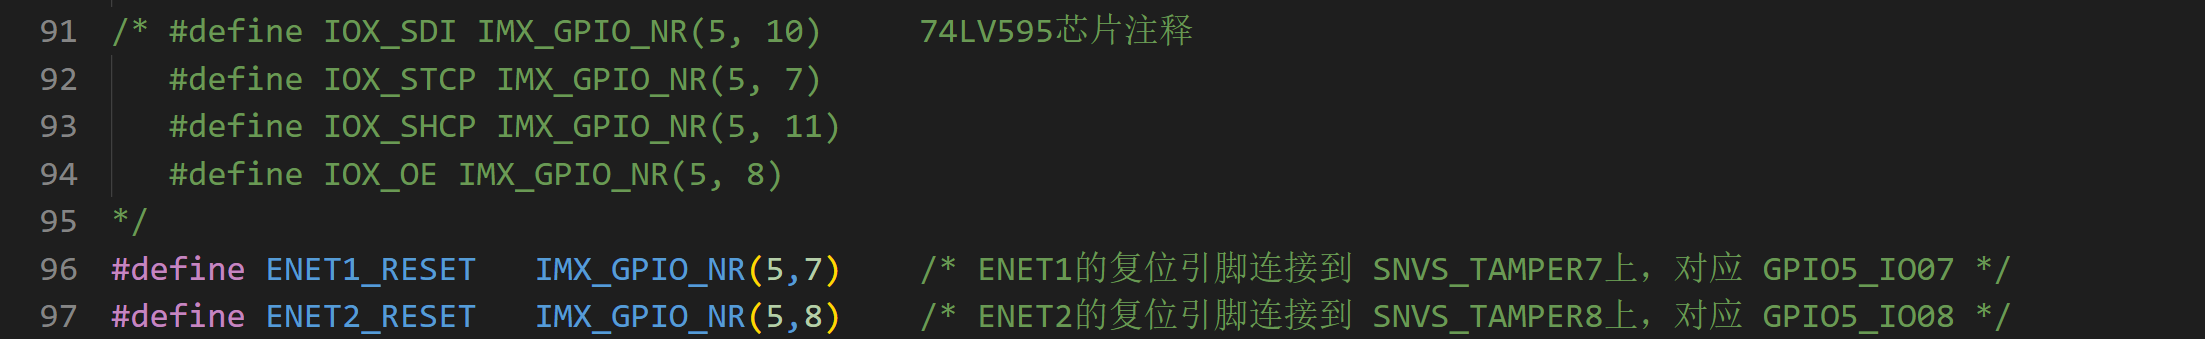 91 /* #define IOX_SDI IMX_GPIO_NR(5, 10)     74LV595芯片注释
92    #define IOX_STCP IMX_GPIO_NR(5, 7)
93    #define IOX_SHCP IMX_GPIO_NR(5, 11)
94    #define IOX_OE IMX_GPIO_NR(5, 8)
95 */
96 #define ENET1_RESET   IMX_GPIO_NR(5,7)    /* ENET1的复位引脚连接到 SNVS_TAMPER7上，对应 GPIO5_IO07 */
97 #define ENET2_RESET   IMX_GPIO_NR(5,8)    /* ENET2的复位引脚连接到 SNVS_TAMPER8上，对应 GPIO5_IO08 */